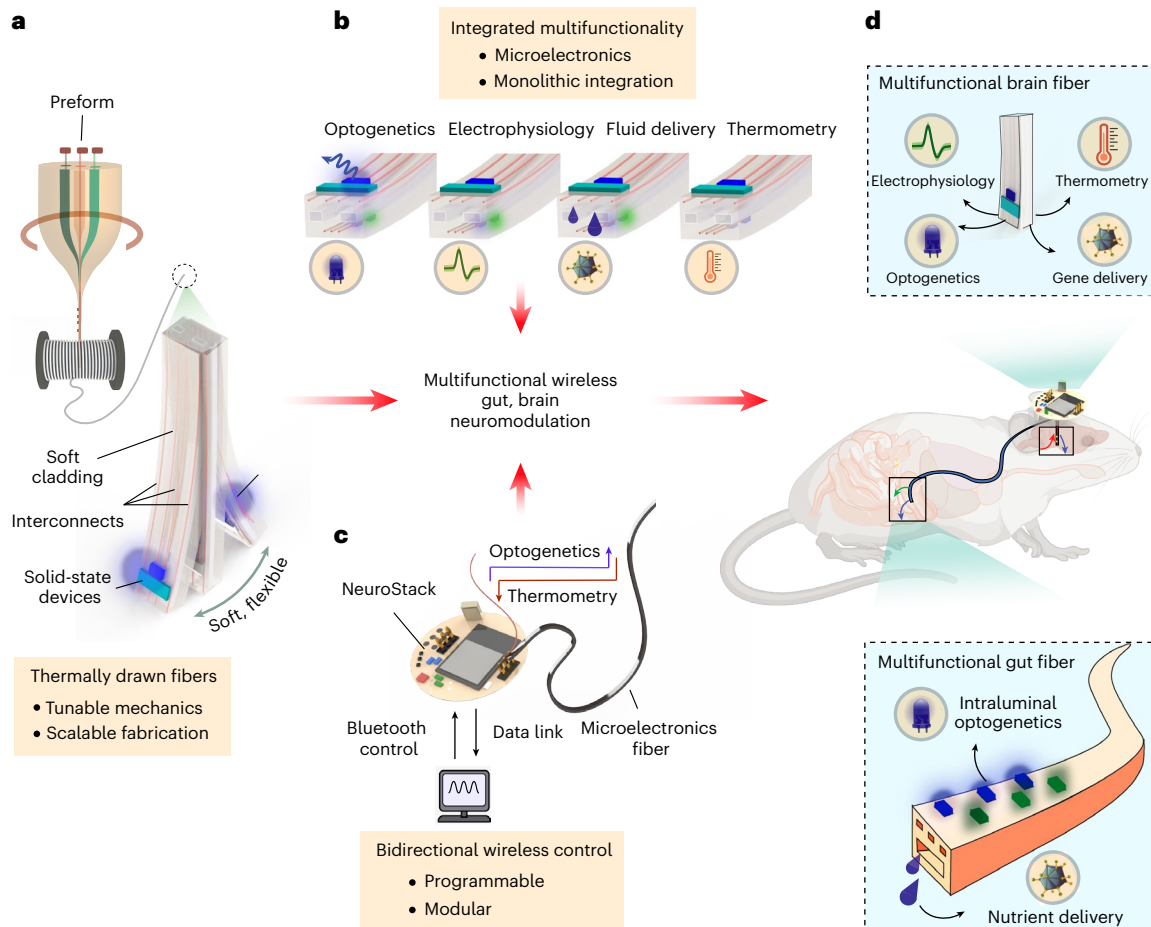 a
Preform
Soft
cladding
Interconnects
Solid-state
devices
Soft, flexible
Thermally drawn fibers
• Tunable mechanics
• Scalable fabrication
b
Integrated multifunctionality
• Microelectronics
• Monolithic integration
Optogenetics Electrophysiology Fluid delivery Thermometry
Multifunctional wireless
gut, brain
neuromodulation
c
Optogenetics
Thermometry
NeuroStack
Microelectronics
fiber
Bluetooth
control
Data link
Bidirectional wireless control
• Programmable
• Modular
d
Multifunctional brain fiber
Electrophysiology
Thermometry
Optogenetics
Gene delivery
Multifunctional gut fiber
Intraluminal
optogenetics
Nutrient delivery